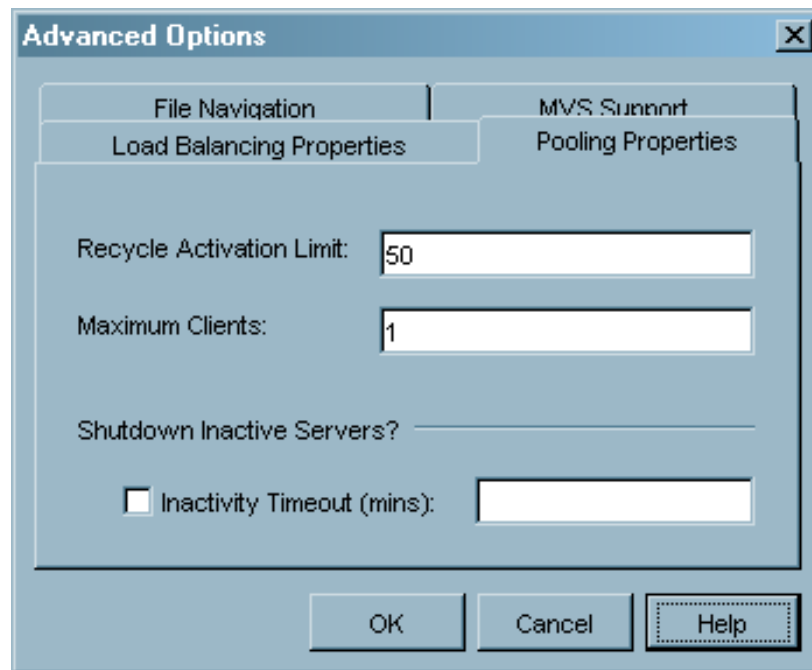 Advanced Options
File Navigation
MVS Support
Load Balancing Properties
Pooling Properties
Recycle Activation Limit:
50
Maximum Clients:
1
Shutdown Inactive Servers?
Inactivity Timeout (mins):
OK
Cancel
Help